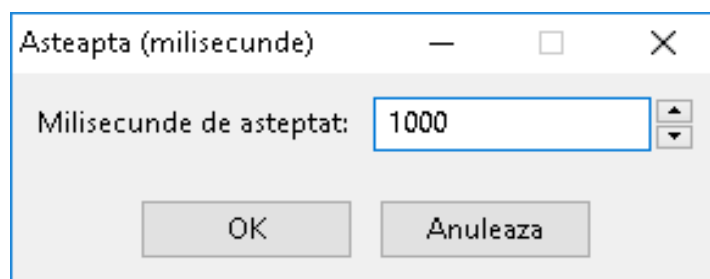 Asteapta (milisecunde)
Milisecunde de asteptat: 1000
OK Anuleaza